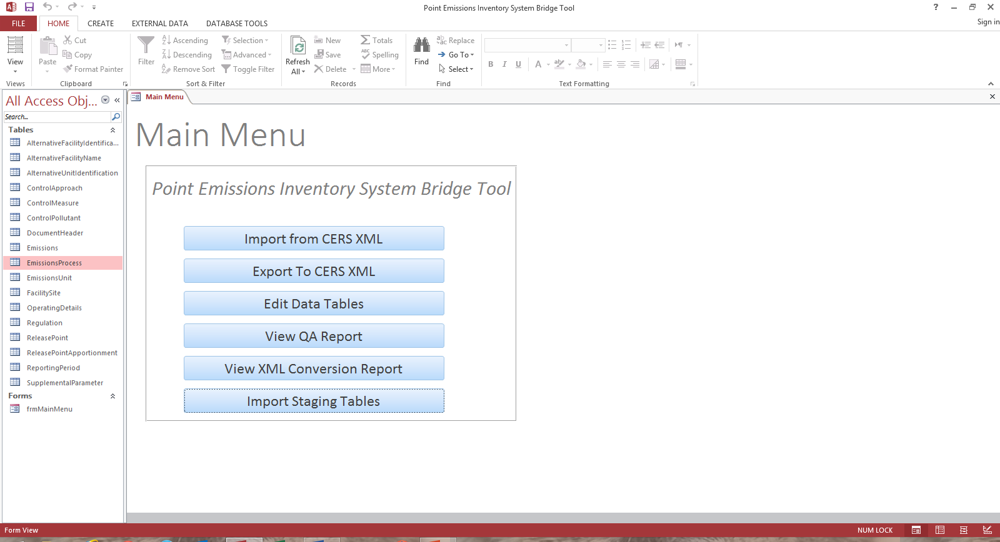 Point Emissions Inventory System Bridge Tool
?
FILE HOME CREATE EXTERNAL DATA DATABASE TOOLS Sign in
View
Views
Paste
Cut
Copy
Format Painter
Clipboard
Filter
Ascending
Descending
Remove Sort
Selection
Advanced
Toggle Filter
Sort & Filter
Refresh
All
New
Save
Delete
Totals
Spelling
More
Records
Find
Replace
Go To
Select
Find
B I U A
Text Formatting
All Access Obj...
Search...
Tables
AlternativeFacilityIdentifica...
AlternativeFacilityName
AlternativeUnitIdentification
ControlApproach
ControlMeasure
ControlPollutant
DocumentHeader
Emissions
EmissionsProcess
EmissionsUnit
FacilitySite
OperatingDetails
Regulation
ReleasePoint
ReleasePointApportionment
ReportingPeriod
SupplementalParameter
Forms
frmMainMenu
Main Menu
Main Menu
Point Emissions Inventory System Bridge Tool
Import from CERS XML
Export To CERS XML
Edit Data Tables
View QA Report
View XML Conversion Report
Import Staging Tables
Form View
NUM LOCK